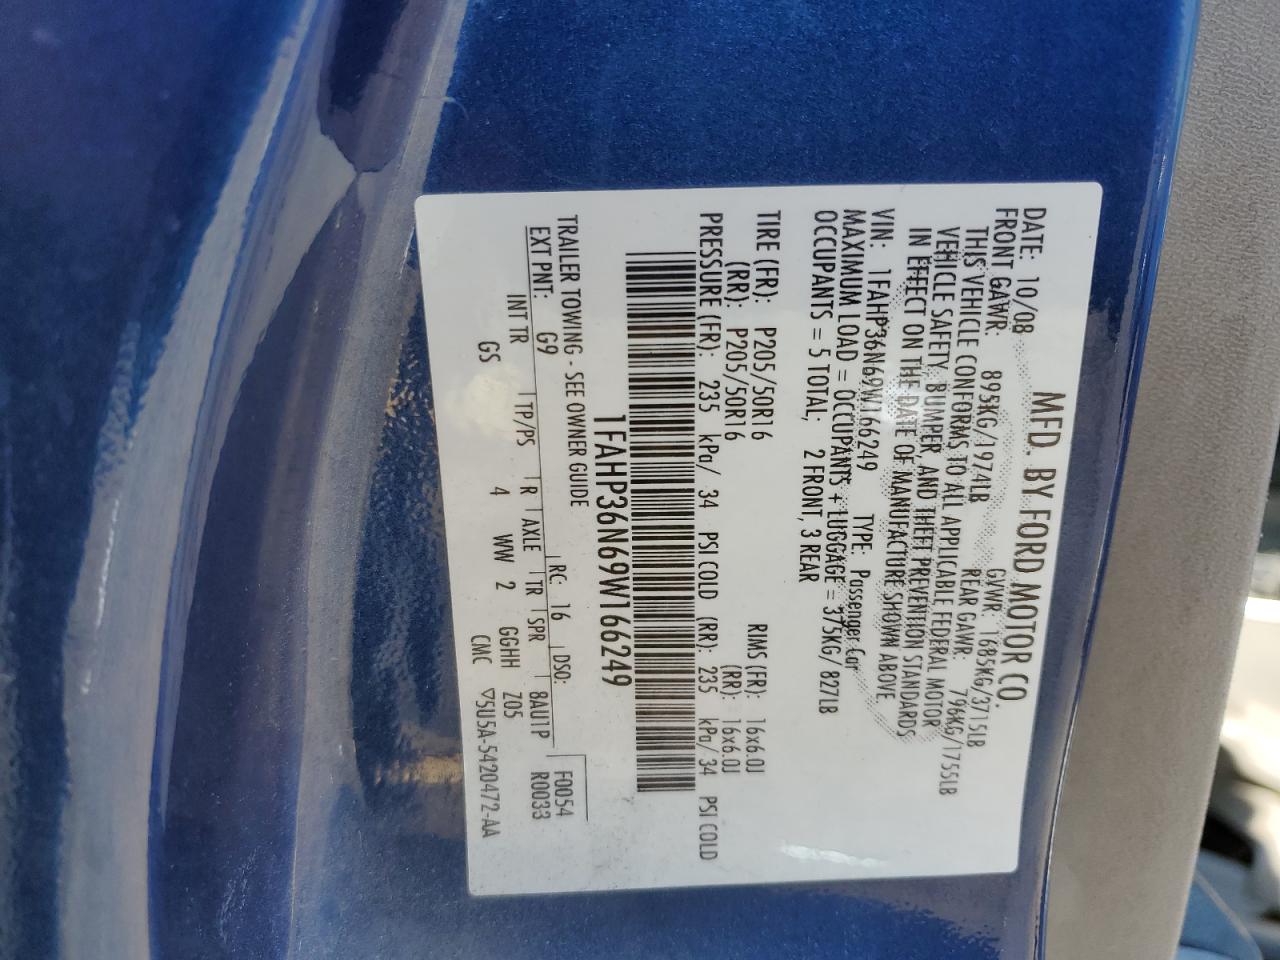 MFD. BY FORD MOTOR CO.
DATE: 10/08 GVWR: 1685KG/3715LB
FRONT GAWR: 895KG/1974LB REAR GAWR: 796KG/1755LB
THIS VEHICLE CONFORMS TO ALL APPLICABLE FEDERAL MOTOR
VEHICLE SAFETY, BUMPER, AND THEFT PREVENTION STANDARDS
IN EFFECT ON THE DATE OF MANUFACTURE SHOWN ABOVE
VIN: 1FAHP36N69W166249 TYPE: Passenger Car
MAXIMUM LOAD = OCCUPANTS + LUGGAGE = 375KG/ 827LB
OCCUPANTS = 5 TOTAL, 2 FRONT, 3 REAR
TIRE (FR): P205/50R16 RIMS (FR): 16x6.0J
(RR): P205/50R16 (RR): 16x6.0J
PRESSURE (FR): 235 kPa/ 34 PSI COLD (RR): 235 kPa/ 34 PSI COLD
1FAHP36N69W166249
TRAILER TOWING - SEE OWNER GUIDE
EXT PNT: G9 RC: 16 DSO: F0054
R0033
INT TR TP/PS R AXLE TR SPR 8AU11P
GS 4 WW 2 GGHH Z05
CMC ▽5U5A-5420472-AA